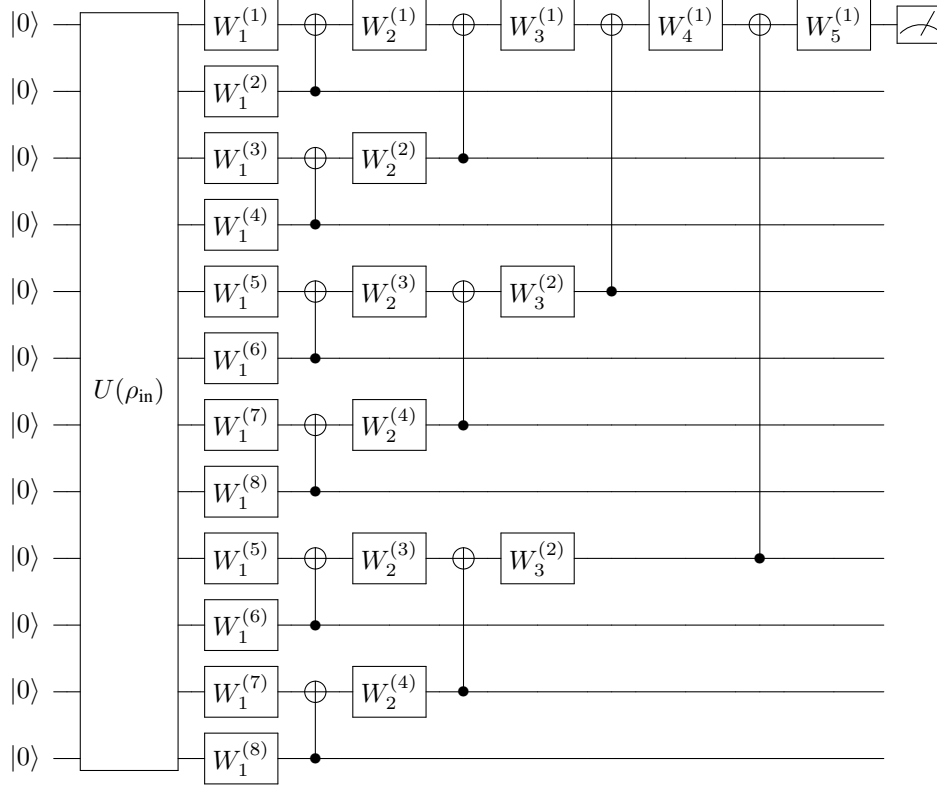 |0⟩ W₁⁽¹⁾ W₂⁽¹⁾ W₃⁽¹⁾ W₄⁽¹⁾ W₅⁽¹⁾
|0⟩ W₁⁽²⁾
|0⟩ W₁⁽³⁾ W₂⁽²⁾
|0⟩ W₁⁽⁴⁾
|0⟩ W₁⁽⁵⁾ W₂⁽³⁾ W₃⁽²⁾
|0⟩ W₁⁽⁶⁾
U(ρ_in)
|0⟩ W₁⁽⁷⁾ W₂⁽⁴⁾
|0⟩ W₁⁽⁸⁾
|0⟩ W₁⁽⁵⁾ W₂⁽³⁾ W₃⁽²⁾
|0⟩ W₁⁽⁶⁾
|0⟩ W₁⁽⁷⁾ W₂⁽⁴⁾
|0⟩ W₁⁽⁸⁾